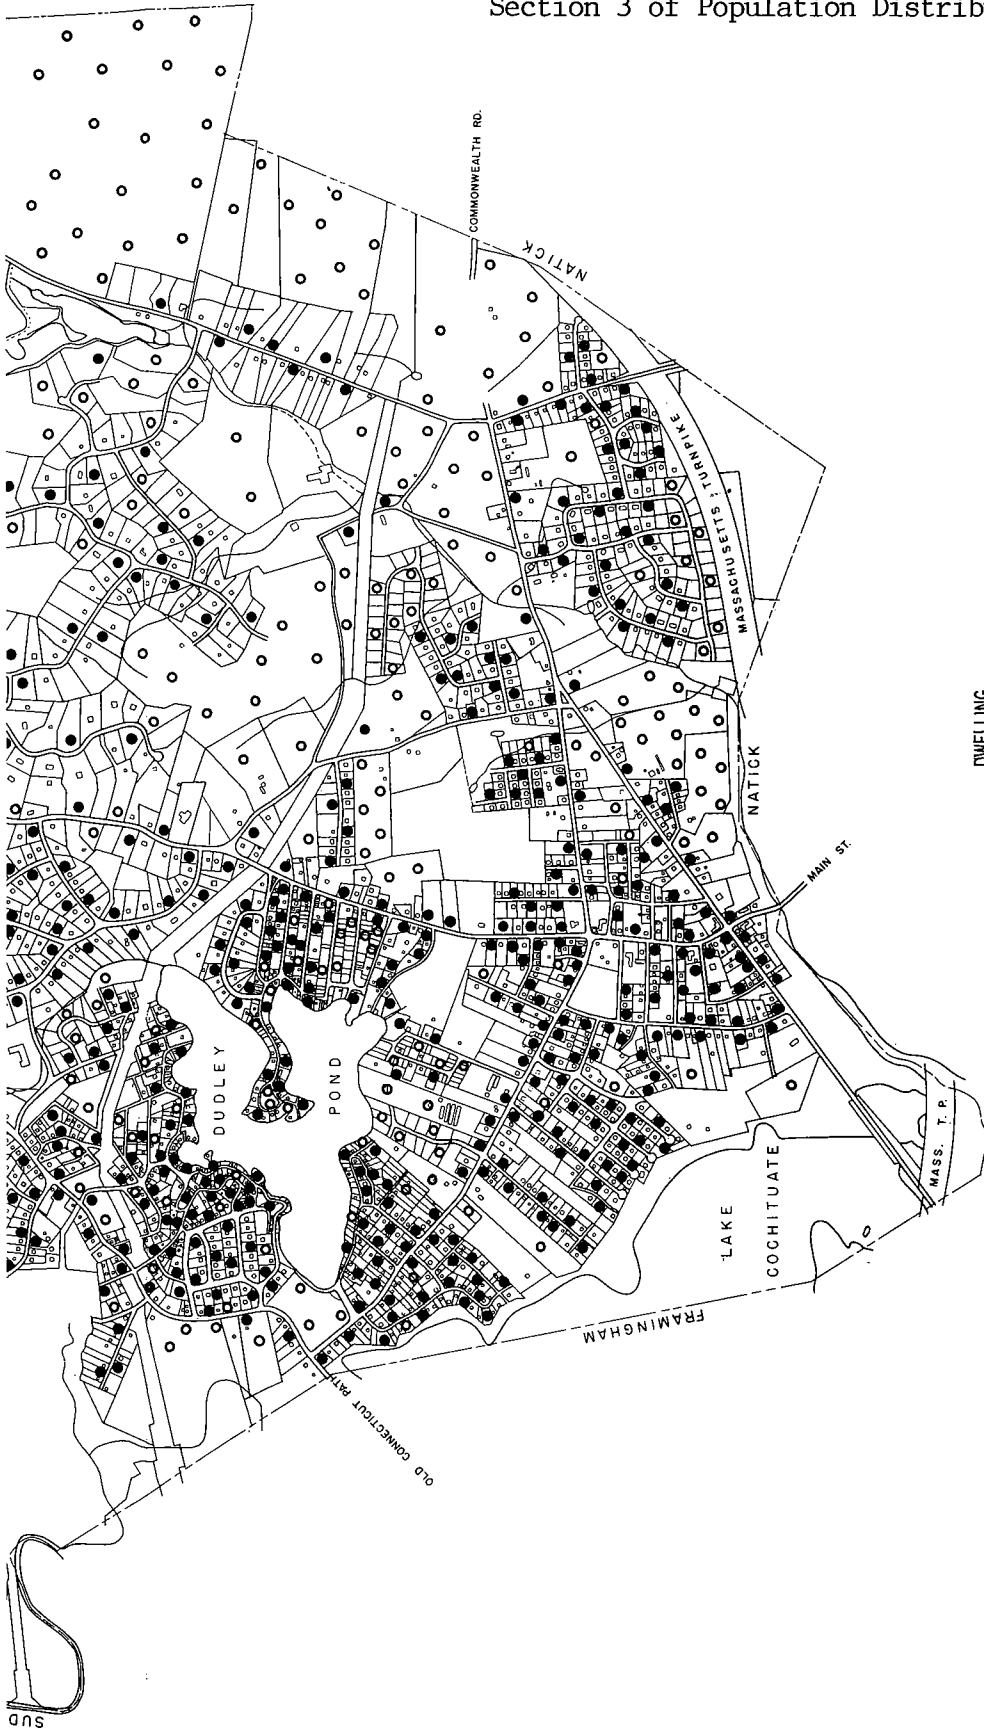 Section 3 of Population Distrib
COMMONWEALTH RD.
NATICK
MASSACHUSETTS TURNPIKE
NATICK
DWELLING
MAIN ST.
DUDLEY
POND
MASS. T. P.
LAKE
COCHITUATE
FRAMINGHAM
OLD CONNECTICUT PATH
SUD